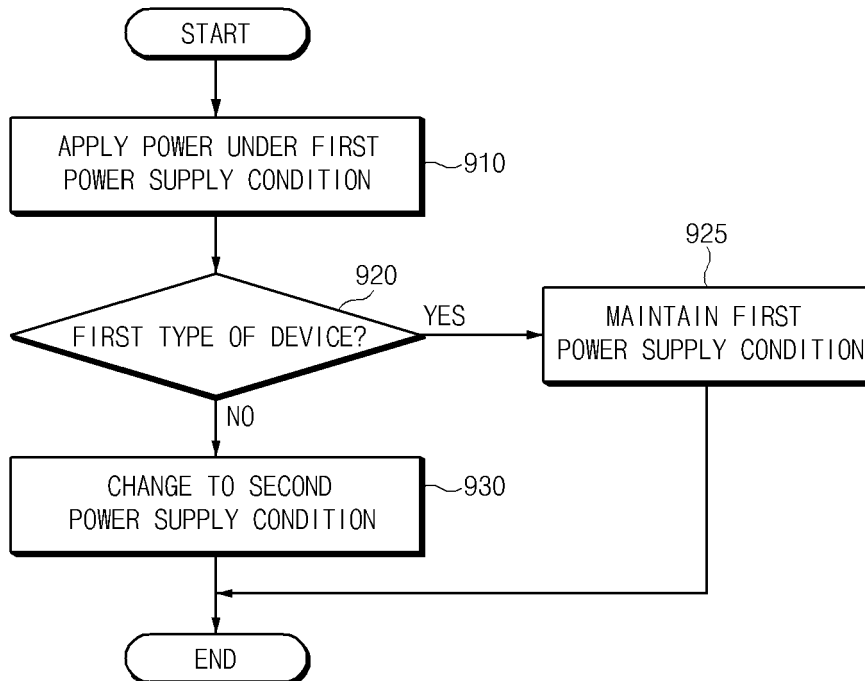 START
APPLY POWER UNDER FIRST
POWER SUPPLY CONDITION
910
920
FIRST TYPE OF DEVICE?
YES
925
MAINTAIN FIRST
POWER SUPPLY CONDITION
NO
CHANGE TO SECOND
POWER SUPPLY CONDITION
930
END